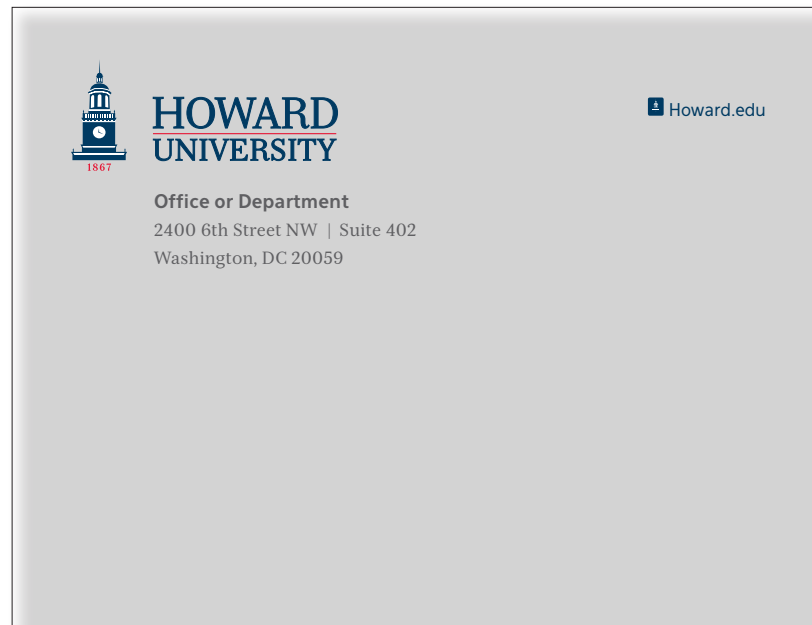 HOWARD
UNIVERSITY
1867
Howard.edu
Office or Department
2400 6th Street NW | Suite 402
Washington, DC 20059